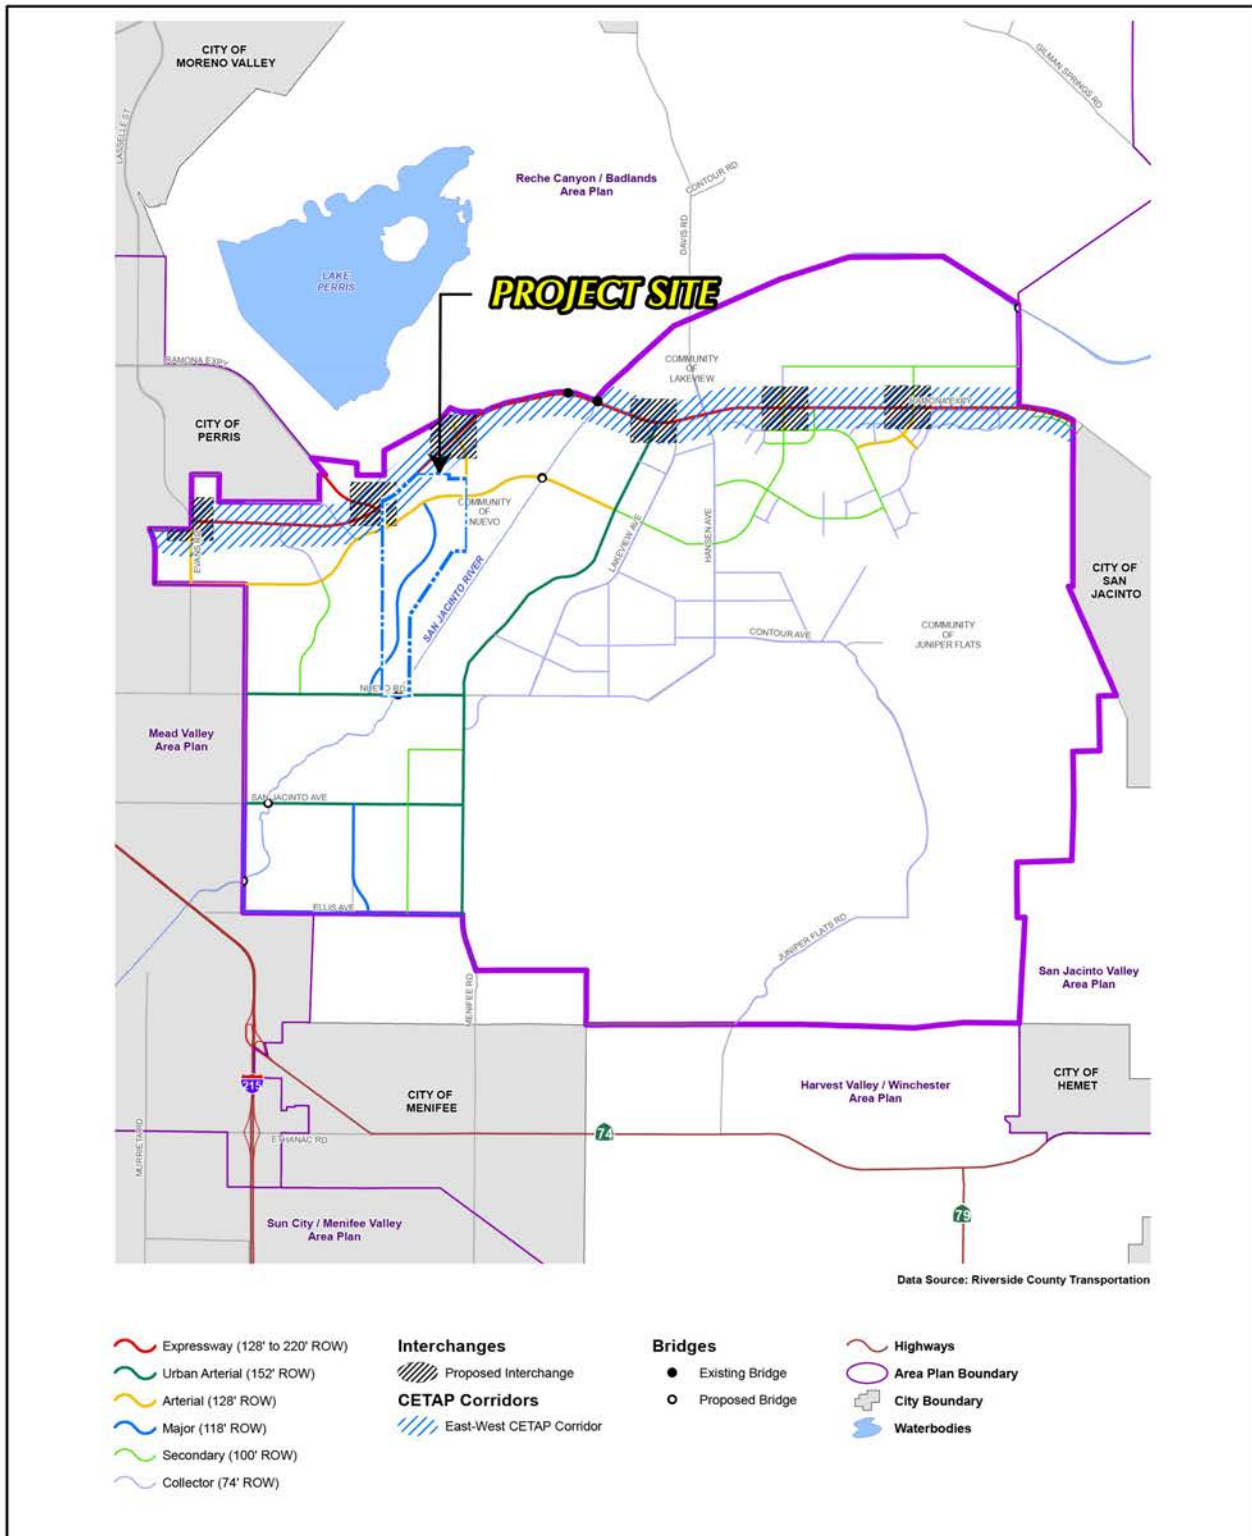 CITY OF
MORENO VALLEY
GILMAN SPRINGS RD
LASSELLE ST
Reche Canyon / Badlands
Area Plan
CONTOUR RD
DAVIS RD
LAKE
PERRIS
PROJECT SITE
RAMONA EXPY
COMMUNITY
OF
LAKEVIEW
CITY OF
PERRIS
RAMONA EXPY
COMMUNITY
OF
NUEVO
EVANS RD
LAKEVIEW AVE
HANSEN AVE
SAN JACINTO RIVER
CITY OF
SAN
JACINTO
COMMUNITY
OF
JUNIPER FLATS
CONTOUR AVE
NUEVO RD
Mead Valley
Area Plan
SAN JACINTO AVE
ELLIS AVE
JUNIPER FLATS RD
MENIFEE RD
San Jacinto Valley
Area Plan
215
CITY OF
MENIFEE
Harvest Valley / Winchester
Area Plan
CITY OF
HEMET
MURRIETA RD
ETHANAC RD
74
79
Sun City / Menifee Valley
Area Plan
Data Source: Riverside County Transportation
Expressway (128' to 220' ROW)
Urban Arterial (152' ROW)
Arterial (128' ROW)
Major (118' ROW)
Secondary (100' ROW)
Collector (74' ROW)
Interchanges
Proposed Interchange
CETAP Corridors
East-West CETAP Corridor
Bridges
Existing Bridge
Proposed Bridge
Highways
Area Plan Boundary
City Boundary
Waterbodies